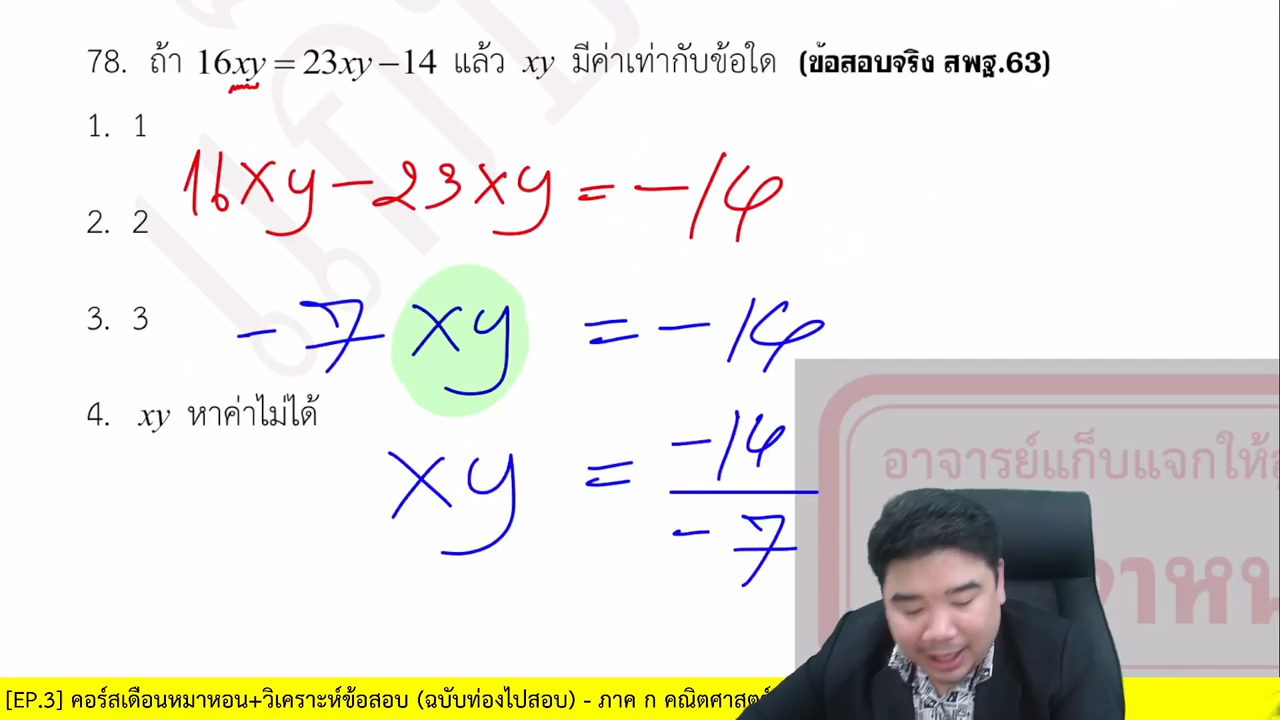 78. ถ้า 16xy = 23xy − 14 แล้ว xy มีค่าเท่ากับข้อใด (ข้อสอบจริง สพฐ.63)
1. 1
16xy − 23xy = −14
2. 2
3. 3
−7xy = −14
4. xy หาค่าไม่ได้
xy = −14 / −7
อาจารย์แก็บแจกให้
[EP.3] คอร์สเดือนหมาหอน+วิเคราะห์ข้อสอบ (ฉบับท่องไปสอบ) - ภาค ก คณิตศาสตร์